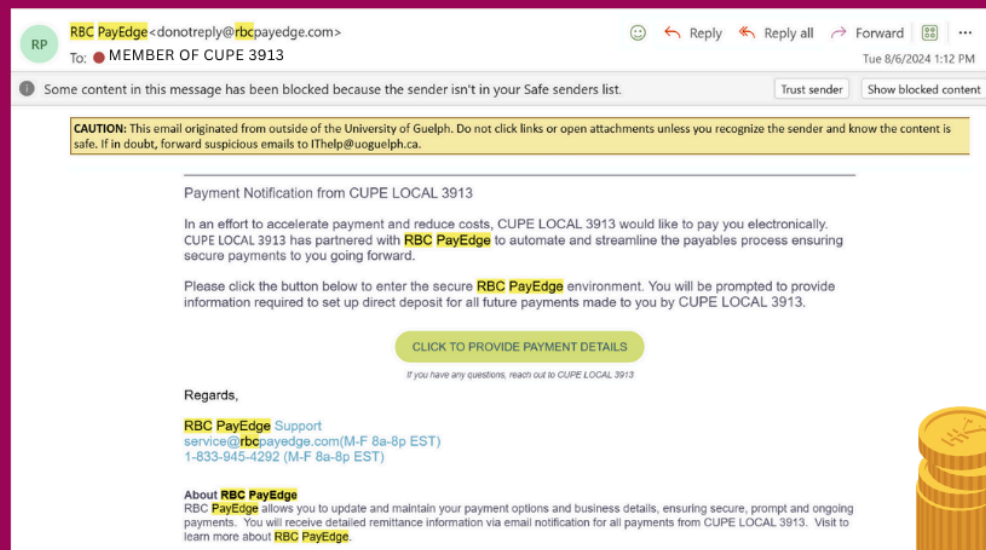 RP
RBC PayEdge<donotreply@rbcpayedge.com>
Reply
Reply all
Forward
To: MEMBER OF CUPE 3913
Tue 8/6/2024 1:12 PM
Some content in this message has been blocked because the sender isn't in your Safe senders list.
Trust sender
Show blocked content
CAUTION: This email originated from outside of the University of Guelph. Do not click links or open attachments unless you recognize the sender and know the content is
safe. If in doubt, forward suspicious emails to IThelp@uoguelph.ca.
Payment Notification from CUPE LOCAL 3913
In an effort to accelerate payment and reduce costs, CUPE LOCAL 3913 would like to pay you electronically.
CUPE LOCAL 3913 has partnered with RBC PayEdge to automate and streamline the payables process ensuring
secure payments to you going forward.
Please click the button below to enter the secure RBC PayEdge environment. You will be prompted to provide
information required to set up direct deposit for all future payments made to you by CUPE LOCAL 3913.
CLICK TO PROVIDE PAYMENT DETAILS
If you have any questions, reach out to CUPE LOCAL 3913
Regards,
RBC PayEdge Support
service@rbcpayedge.com(M-F 8a-8p EST)
1-833-945-4292 (M-F 8a-8p EST)
About RBC PayEdge
RBC PayEdge allows you to update and maintain your payment options and business details, ensuring secure, prompt and ongoing
payments. You will receive detailed remittance information via email notification for all payments from CUPE LOCAL 3913. Visit to
learn more about RBC PayEdge.